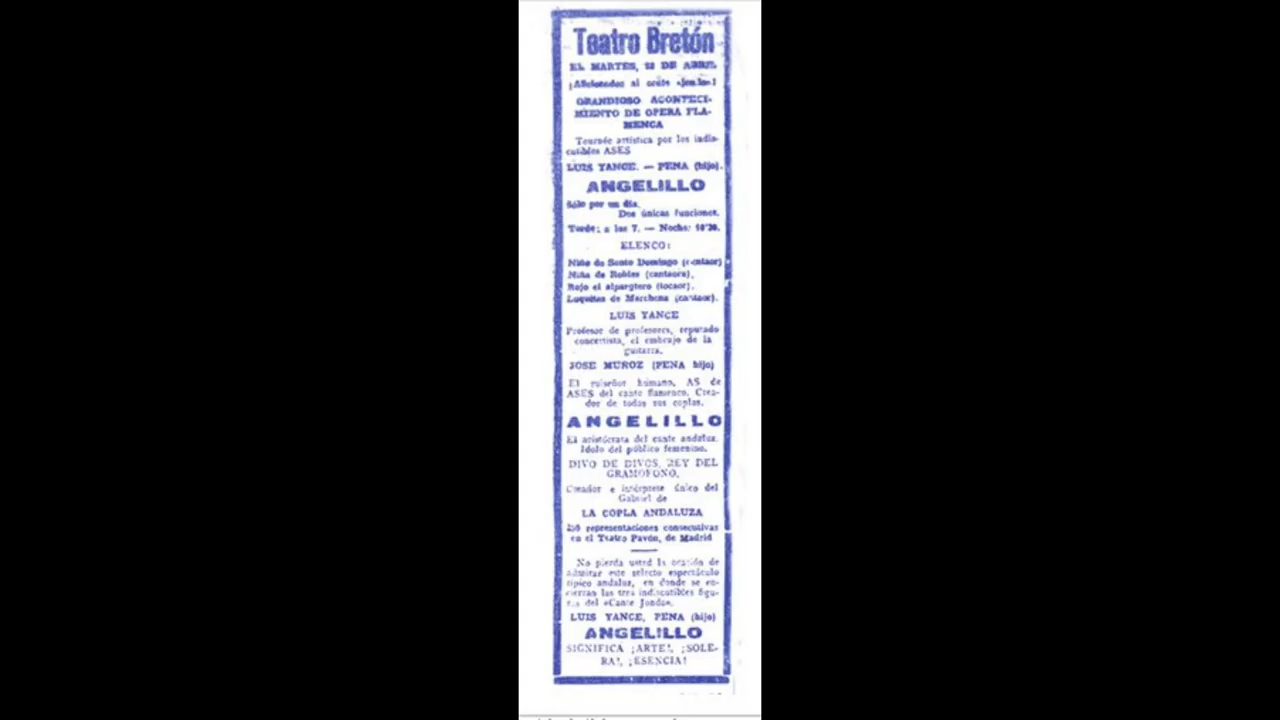 Teatro Bretón
EL MARTES, DE ABRIL
¡Aficionados al cante «jondo»!
GRANDIOSO ACONTECI-
MIENTO DE OPERA FLA-
MENCA
Tournée artística por los indis-
cutibles ASES
LUIS YANCE. — PENA (hijo).
ANGELILLO
Sólo por un día.
Dos únicas funciones.
Tarde: a las 7. — Noche: 10'30.
ELENCO:
Niño de Santo Domingo (cantaor)
Niña de Robles (cantaora),
Rojo el alpargtero (tocaor).
Luquitas de Marchena (cantaor).
LUIS YANCE
Profesor de profesores, reputado
concertista, el embrajo de la
guitarra.
JOSE MUÑOZ (PENA hijo)
El ruiseñor humano, AS de
ASES del cante flamenco. Crea-
dor de todas sus coplas.
ANGELILLO
El aristócrata del cante andaluz.
Idolo del público femenino.
DIVO DE DIVOS, REY DEL
GRAMOFONO,
Creador e intérprete único del
Gabriel de
LA COPLA ANDALUZA
representaciones consecutivas
en el Teatro Pavón, de Madrid
No pierda usted la ocasión de
admirar este selecto espectáculo
típico andaluz, en donde se en-
cierran las tres indiscutibles figu-
ras del «Cante Jondo».
LUIS YANCE, PENA (hijo)
ANGELILLO
SIGNIFICA ¡ARTE!, ¡SOLE-
RA!, ¡ESENCIA!